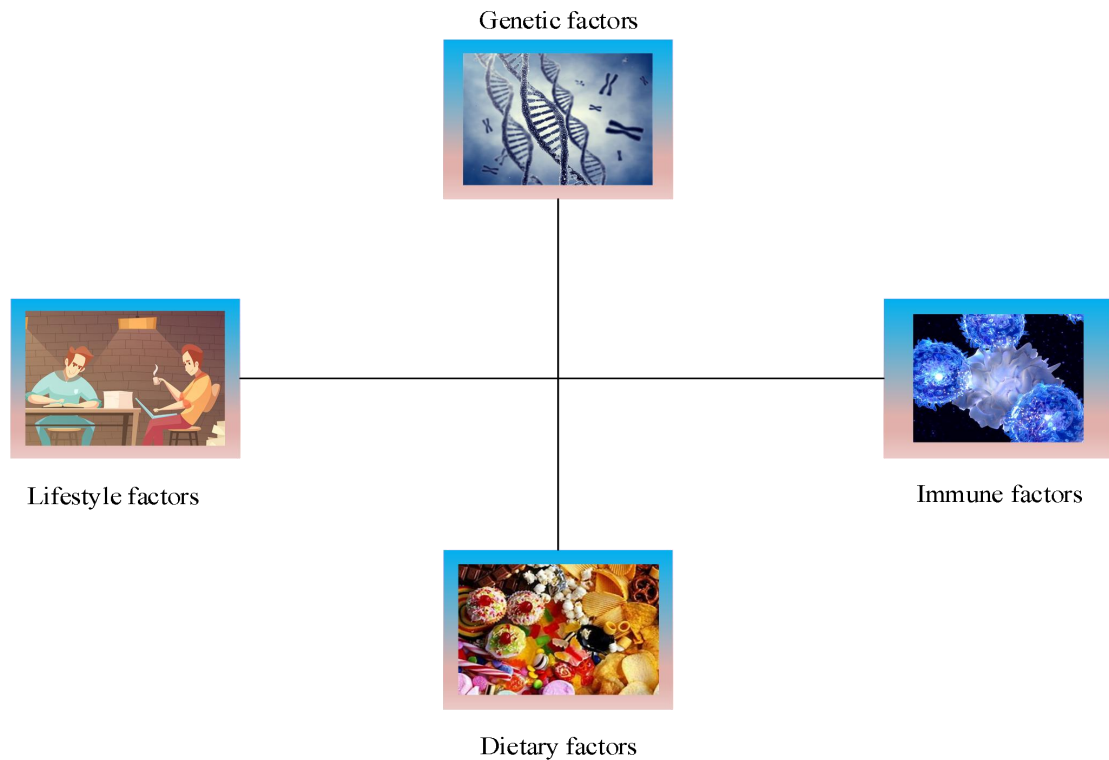 Genetic factors
Lifestyle factors
Immune factors
Dietary factors